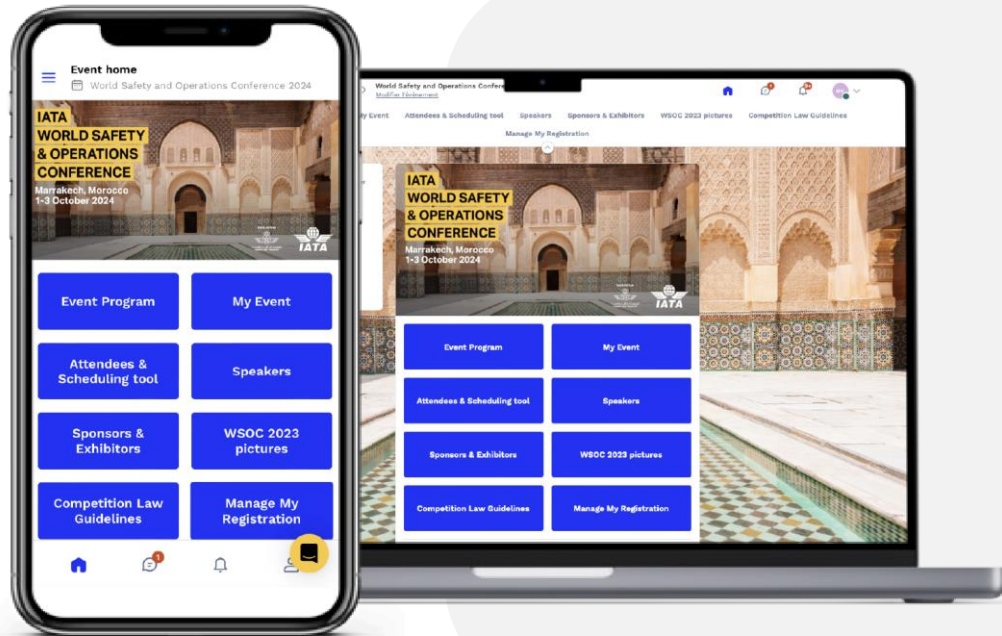 Event home
World Safety and Operations Conference 2024
IATA
WORLD SAFETY
& OPERATIONS
CONFERENCE
Marrakech, Morocco
1-3 October 2024
IATA
Event Program
My Event
Attendees &
Scheduling tool
Speakers
Sponsors &
Exhibitors
WSOC 2023
pictures
Competition Law
Guidelines
Manage My
Registration
1
World Safety and Operations Confere
Modifier l'événement
My Event Attendees & Scheduling tool Speakers Sponsors & Exhibitors WSOC 2023 pictures Competition Law Guidelines
Manage My Registration
IATA
WORLD SAFETY
& OPERATIONS
CONFERENCE
Marrakech, Morocco
1-3 October 2024
IATA
Event Program
My Event
Attendees & Scheduling tool
Speakers
Sponsors & Exhibitors
WSOC 2023 pictures
Competition Law Guidelines
Manage My Registration